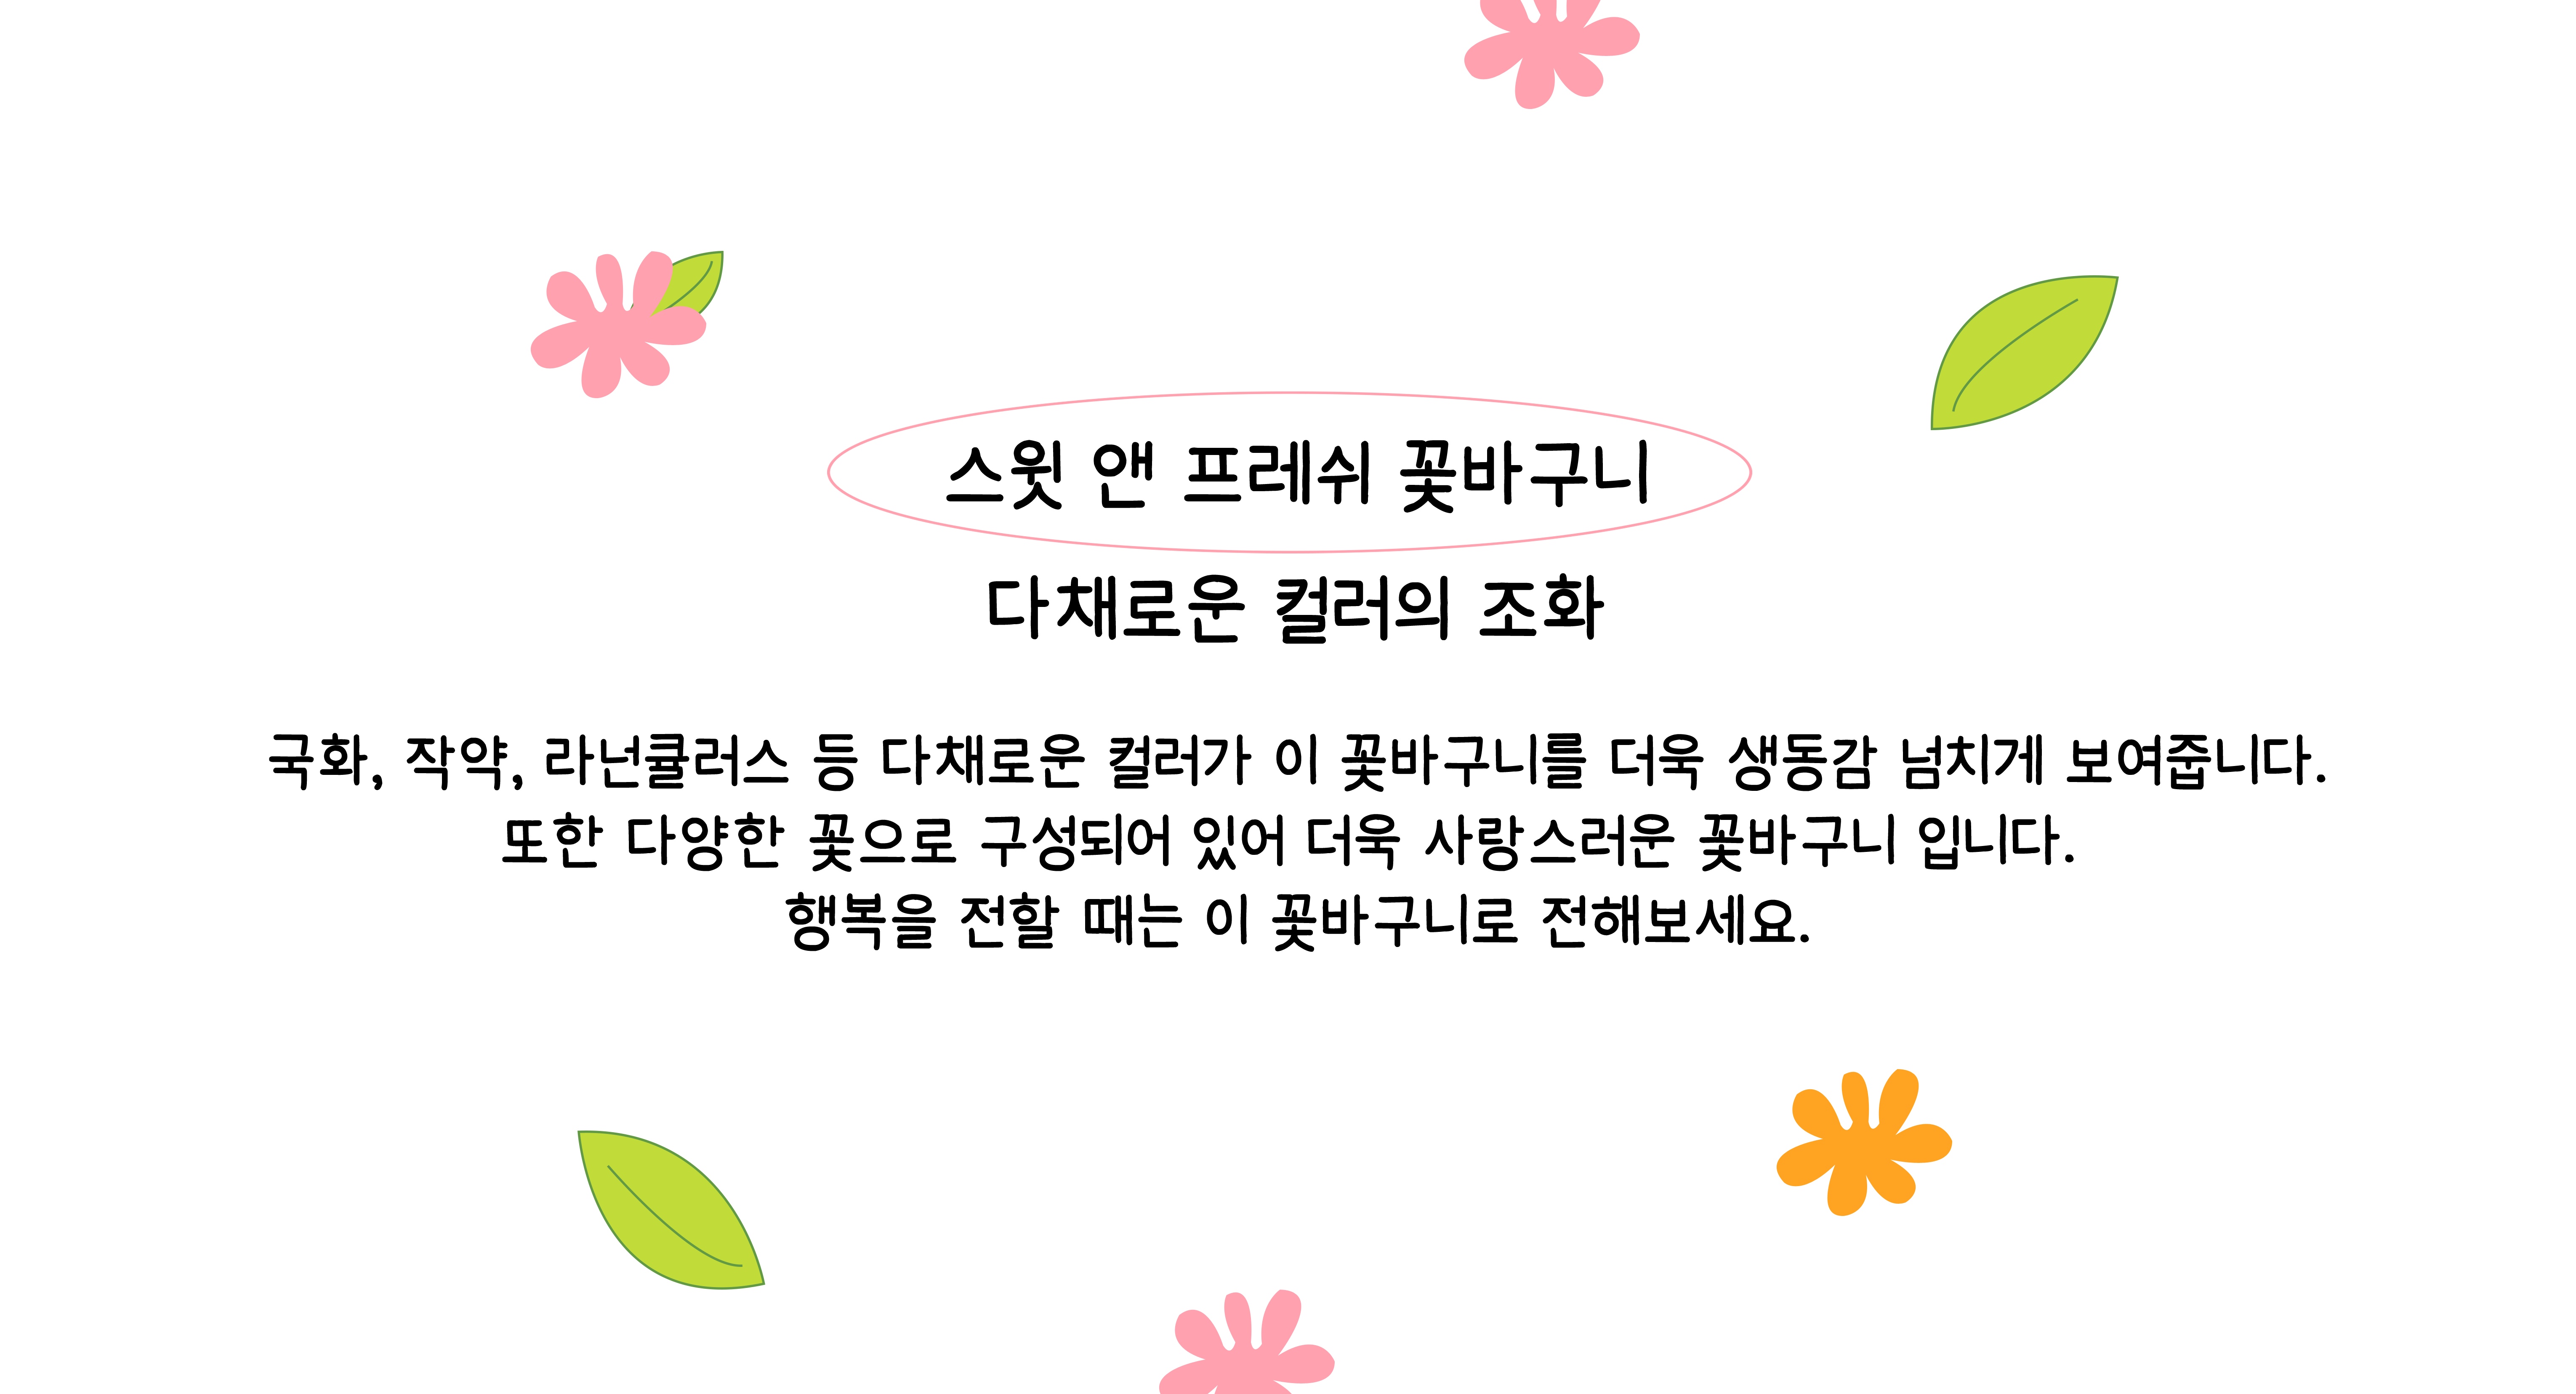 스윗 앤 프레쉬 꽃바구니
다채로운 컬러의 조화
국화, 작약, 라넌큘러스 등 다채로운 컬러가 이 꽃바구니를 더욱 생동감 넘치게 보여줍니다.
또한 다양한 꽃으로 구성되어 있어 더욱 사랑스러운 꽃바구니 입니다.
행복을 전할 때는 이 꽃바구니로 전해보세요.